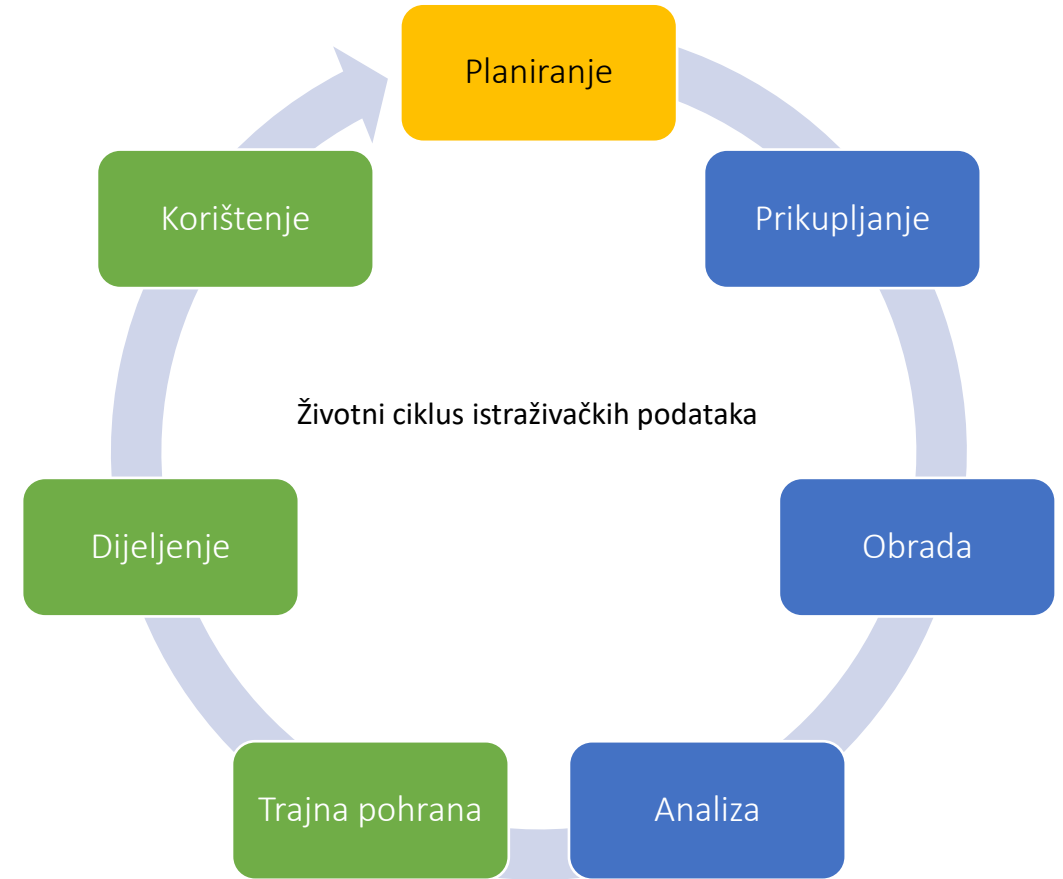 Planiranje
Prikupljanje
Obrada
Analiza
Trajna pohrana
Dijeljenje
Korištenje
Životni ciklus istraživačkih podataka